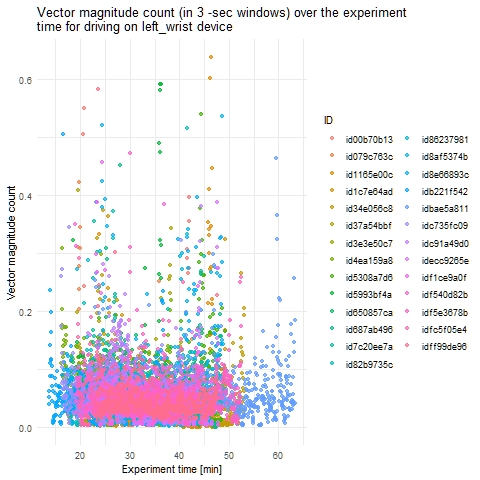 Vector magnitude count (in 3 -sec windows) over the experiment
time for driving on left_wrist device
Vector magnitude count
0.6
0.4
0.2
0.0
20
30
40
50
60
Experiment time [min]
ID
id00b70b13
id079c763c
id1165e00c
id1c7e64ad
id34e056c8
id37a54bbf
id3e3e50c7
id4ea159a8
id5308a7d6
id5993bf4a
id650857ca
id687ab496
id7c20ee7a
id82b9735c
id86237981
id8af5374b
id8e66893c
idb221f542
idbae5a811
idc735fc09
idc91a49d0
idecc9265e
idf1ce9a0f
idf540d82b
idf5e3678b
idfc5f05e4
idff99de96